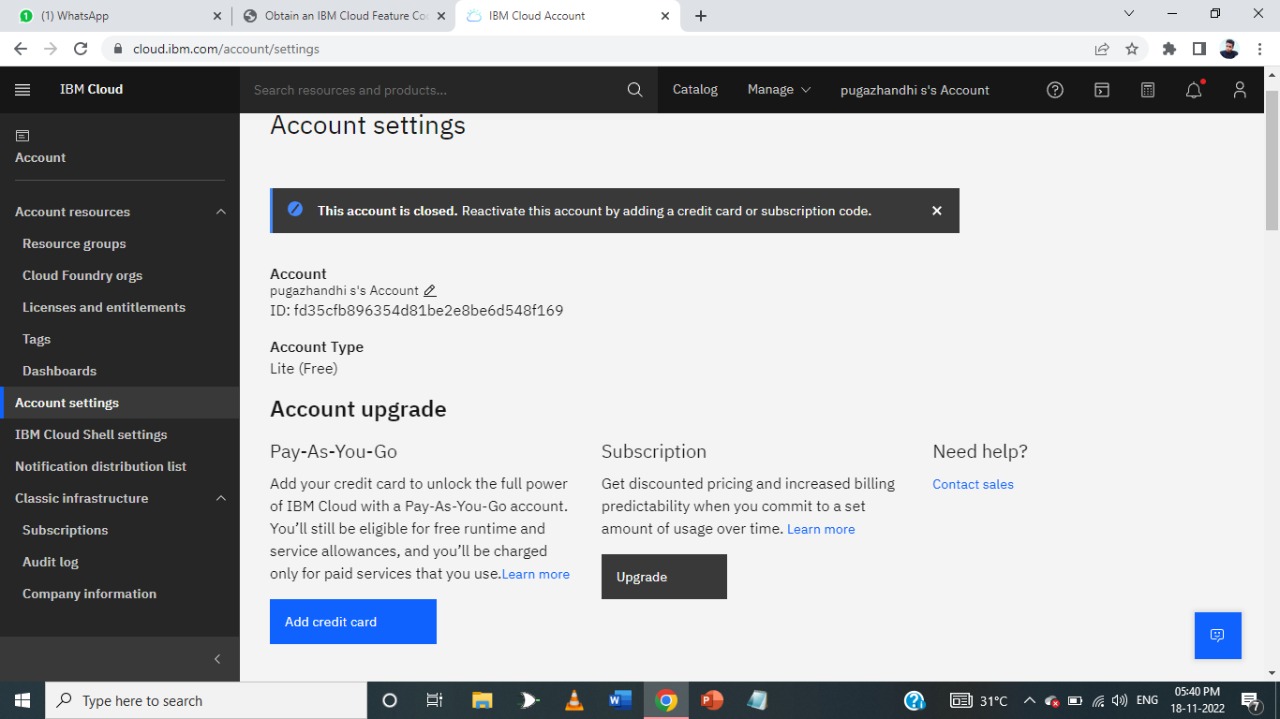 (1) WhatsApp
Obtain an IBM Cloud Feature Co
IBM Cloud Account
cloud.ibm.com/account/settings
IBM Cloud
Search resources and products...
Catalog
Manage
pugazhandhi s's Account
Account
Account resources
Resource groups
Cloud Foundry orgs
Licenses and entitlements
Tags
Dashboards
Account settings
IBM Cloud Shell settings
Notification distribution list
Classic infrastructure
Subscriptions
Audit log
Company information
Account settings
This account is closed. Reactivate this account by adding a credit card or subscription code.
Account
pugazhandhi s's Account
ID: fd35cfb896354d81be2e8be6d548f169
Account Type
Lite (Free)
Account upgrade
Pay-As-You-Go
Add your credit card to unlock the full power
of IBM Cloud with a Pay-As-You-Go account.
You’ll still be eligible for free runtime and
service allowances, and you’ll be charged
only for paid services that you use.Learn more
Add credit card
Subscription
Get discounted pricing and increased billing
predictability when you commit to a set
amount of usage over time. Learn more
Upgrade
Need help?
Contact sales
Type here to search
31°C
ENG
05:40 PM
18-11-2022
7